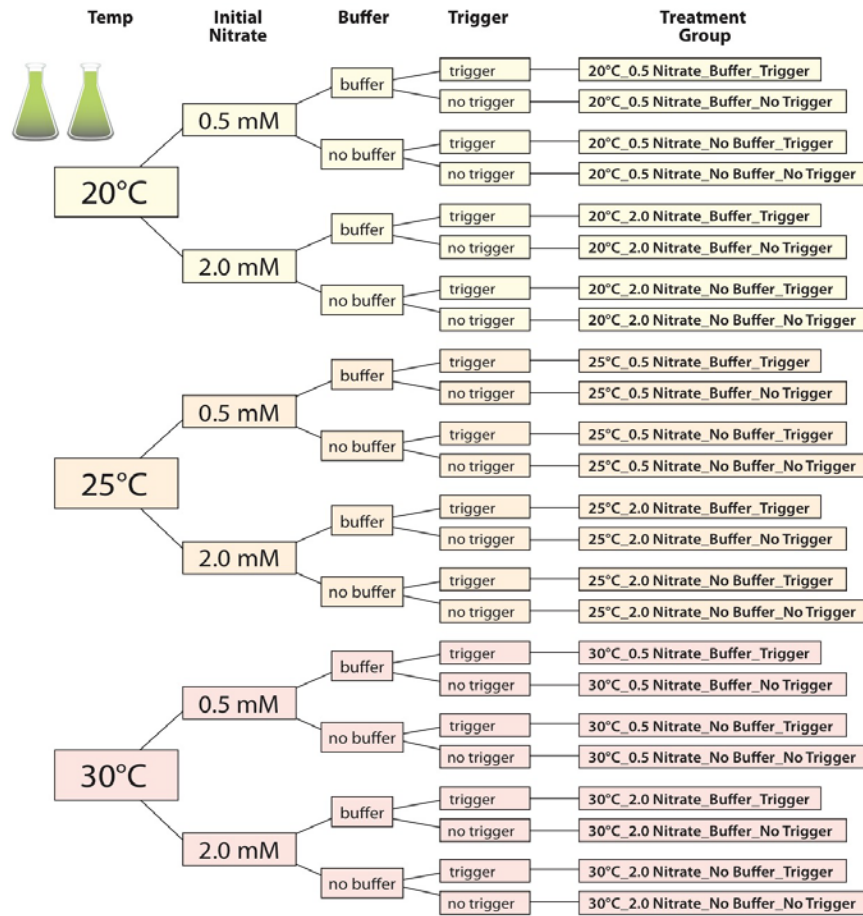 Temp
Initial
Nitrate
Buffer
Trigger
Treatment
Group
20°C
0.5 mM
buffer
trigger
20°C_0.5 Nitrate_Buffer_Trigger
no trigger
20°C_0.5 Nitrate_Buffer_No Trigger
no buffer
trigger
20°C_0.5 Nitrate_No Buffer_Trigger
no trigger
20°C_0.5 Nitrate_No Buffer_No Trigger
2.0 mM
buffer
trigger
20°C_2.0 Nitrate_Buffer_Trigger
no trigger
20°C_2.0 Nitrate_Buffer_No Trigger
no buffer
trigger
20°C_2.0 Nitrate_No Buffer_Trigger
no trigger
20°C_2.0 Nitrate_No Buffer_No Trigger
25°C
0.5 mM
buffer
trigger
25°C_0.5 Nitrate_Buffer_Trigger
no trigger
25°C_0.5 Nitrate_Buffer_No Trigger
no buffer
trigger
25°C_0.5 Nitrate_No Buffer_Trigger
no trigger
25°C_0.5 Nitrate_No Buffer_No Trigger
2.0 mM
buffer
trigger
25°C_2.0 Nitrate_Buffer_Trigger
no trigger
25°C_2.0 Nitrate_Buffer_No Trigger
no buffer
trigger
25°C_2.0 Nitrate_No Buffer_Trigger
no trigger
25°C_2.0 Nitrate_No Buffer_No Trigger
30°C
0.5 mM
buffer
trigger
30°C_0.5 Nitrate_Buffer_Trigger
no trigger
30°C_0.5 Nitrate_Buffer_No Trigger
no buffer
trigger
30°C_0.5 Nitrate_No Buffer_Trigger
no trigger
30°C_0.5 Nitrate_No Buffer_No Trigger
2.0 mM
buffer
trigger
30°C_2.0 Nitrate_Buffer_Trigger
no trigger
30°C_2.0 Nitrate_Buffer_No Trigger
no buffer
trigger
30°C_2.0 Nitrate_No Buffer_Trigger
no trigger
30°C_2.0 Nitrate_No Buffer_No Trigger